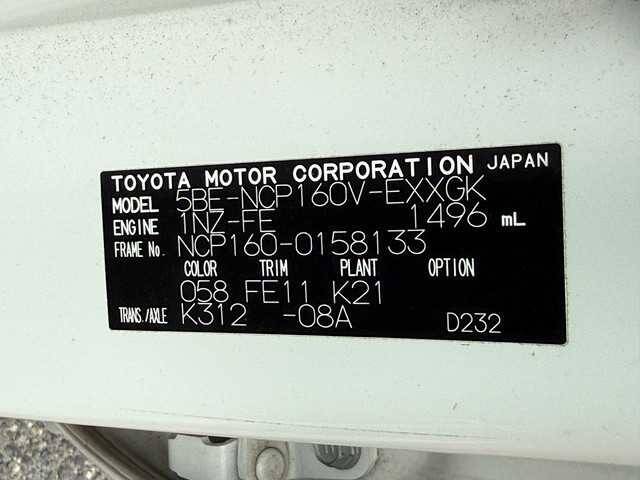 TOYOTA MOTOR CORPORATION JAPAN
MODEL 5BE-NCP160V-EXXGK
ENGINE 1NZ-FE 1496 mL
FRAME No. NCP160-0158133
COLOR TRIM PLANT OPTION
058 FE11 K21
TRANS./AXLE K312 -08A D232